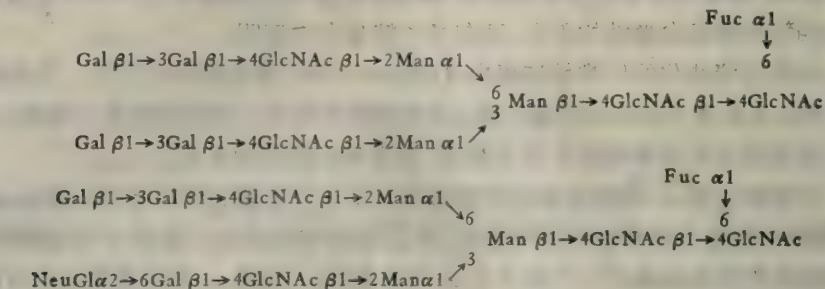 Fuc α1
↓
Gal β1→3Gal β1→4GlcNAc β1→2Man α1↘ 6
6 Man β1→4GlcNAc β1→4GlcNAc
3
Gal β1→3Gal β1→4GlcNAc β1→2Man α1↗
Fuc α1
Gal β1→3Gal β1→4GlcNAc β1→2Man α1↘ ↓
6 6
Man β1→4GlcNAc β1→4GlcNAc
3
NeuGlα2→6Gal β1→4GlcNAc β1→2Manα1↗